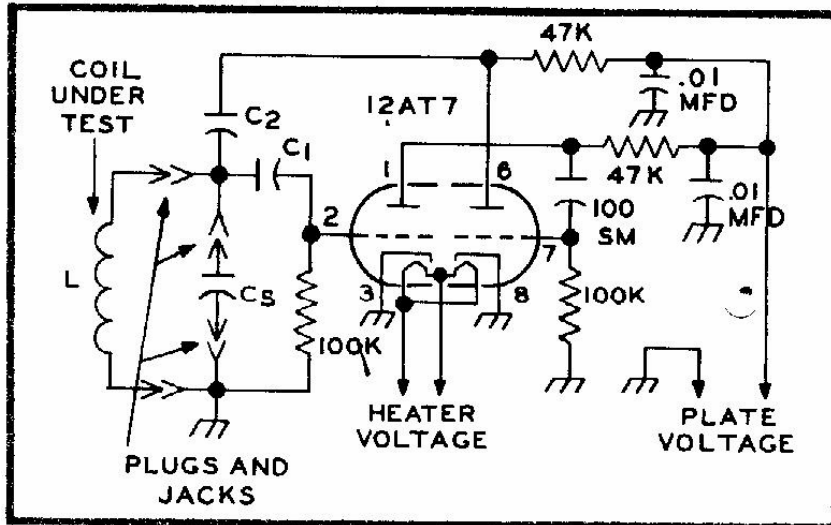 47K
COIL
UNDER
TEST
.01
MFD
C2
12AT7
C1
1
6
47K
.01
MFD
100
SM
2
7
L
C5
3
8
100K
100K
HEATER
VOLTAGE
PLATE
VOLTAGE
PLUGS AND
JACKS